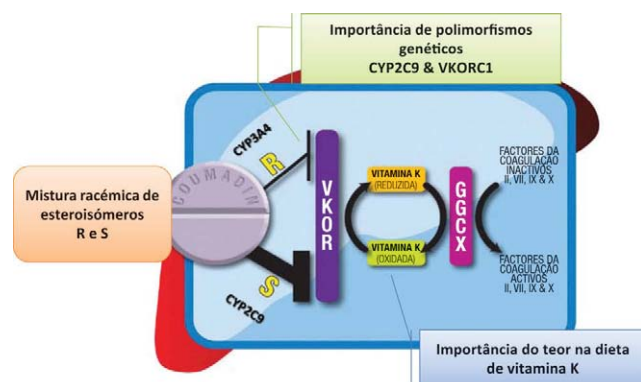 Importância de polimorfismos
genéticos
CYP2C9 & VKORC1
Mistura racémica de
esteroisómeros
R e S
COUMADIN
CYP3A4
R
S
CYP2C9
VKOR
VITAMINA K
(REDUZIDA)
VITAMINA K
(OXIDADA)
GGCX
FACTORES DA
COAGULAÇÃO
INACTIVOS
II, VII, IX & X
FACTORES DA
COAGULAÇÃO
ACTIVOS
II, VII, IX & X
Importância do teor na dieta
de vitamina K